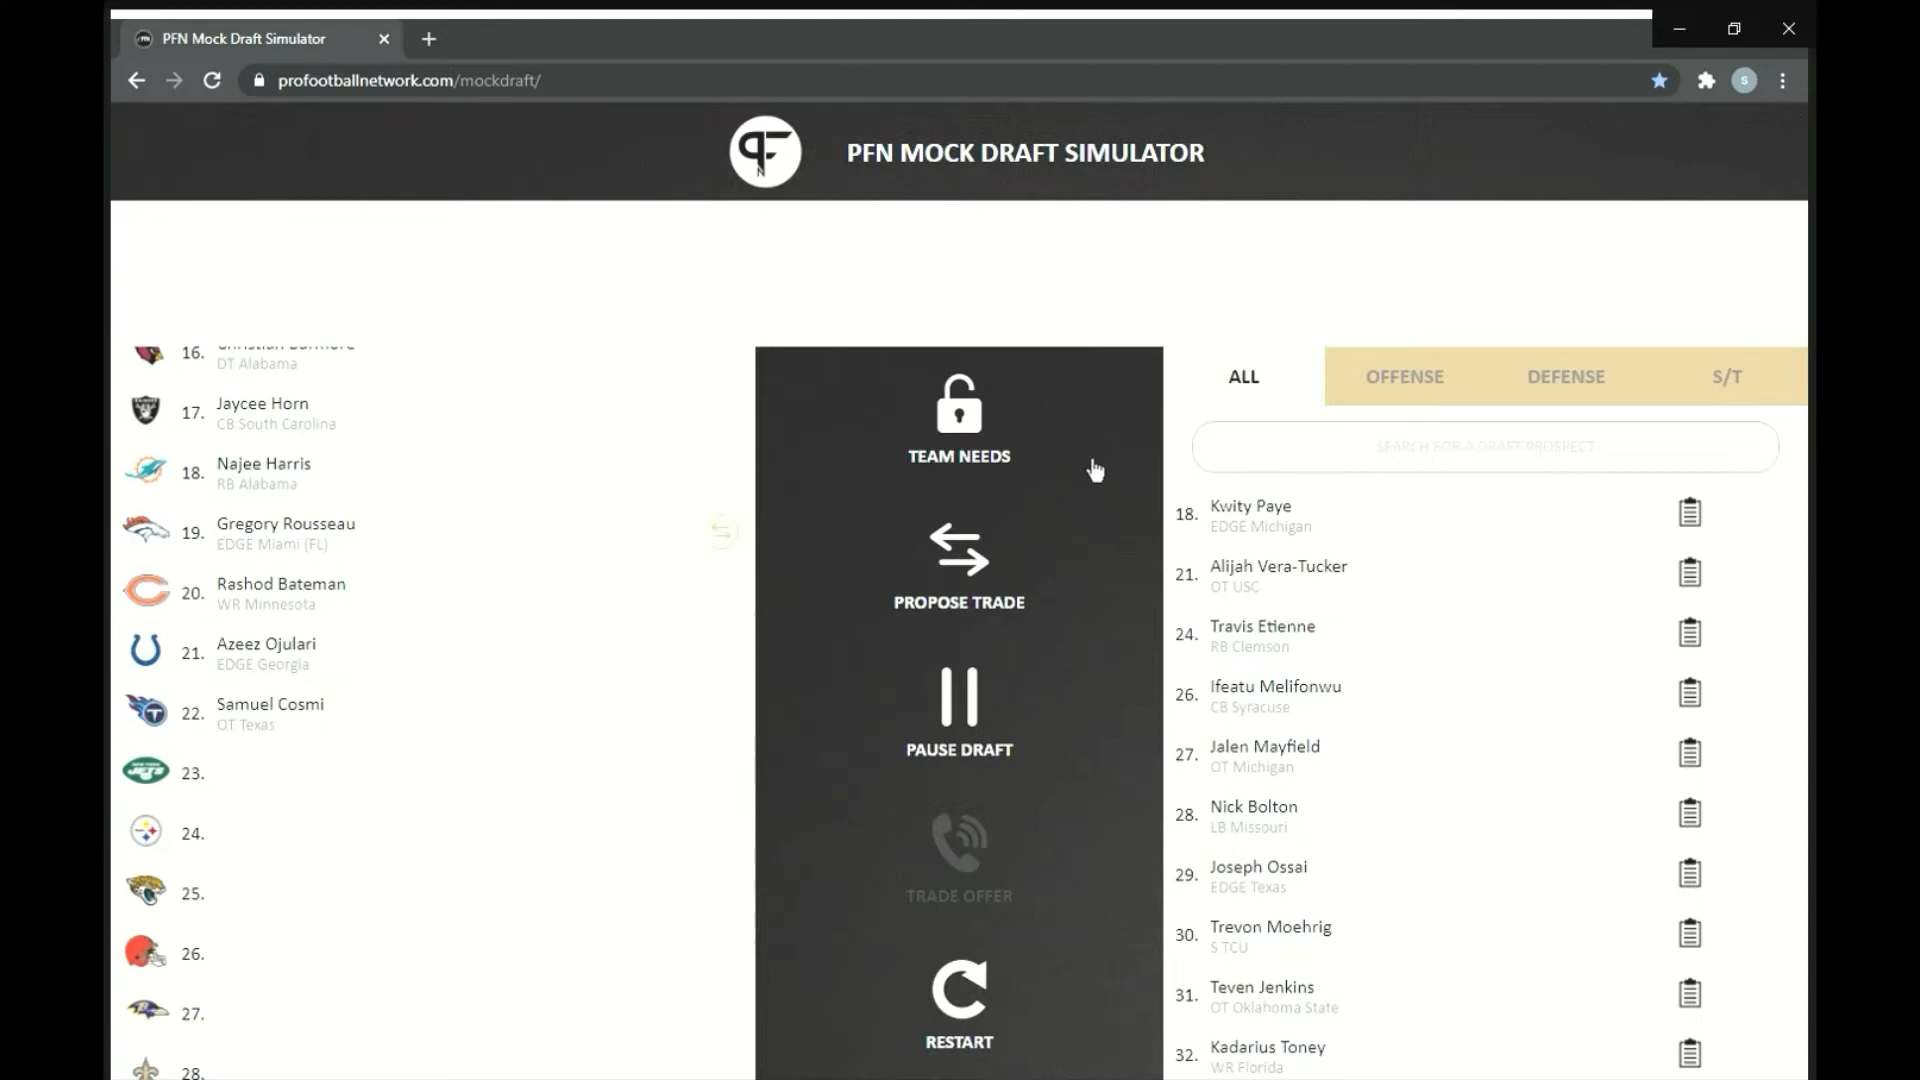 PFN Mock Draft Simulator
profootballnetwork.com/mockdraft/
S
PFN
PFN MOCK DRAFT SIMULATOR
16.
DT Alabama
17. Jaycee Horn
CB South Carolina
18. Najee Harris
RB Alabama
19. Gregory Rousseau
EDGE Miami (FL)
20. Rashod Bateman
WR Minnesota
21. Azeez Ojulari
EDGE Georgia
22. Samuel Cosmi
OT Texas
JETS
23.
24.
25.
26.
27.
28.
TEAM NEEDS
PROPOSE TRADE
PAUSE DRAFT
TRADE OFFER
RESTART
ALL
OFFENSE
DEFENSE
S/T
SEARCH FOR A DRAFT PROSPECT
18. Kwity Paye
EDGE Michigan
21. Alijah Vera-Tucker
OT USC
24. Travis Etienne
RB Clemson
26. Ifeatu Melifonwu
CB Syracuse
27. Jalen Mayfield
OT Michigan
28. Nick Bolton
LB Missouri
29. Joseph Ossai
EDGE Texas
30. Trevon Moehrig
S TCU
31. Teven Jenkins
OT Oklahoma State
32. Kadarius Toney
WR Florida